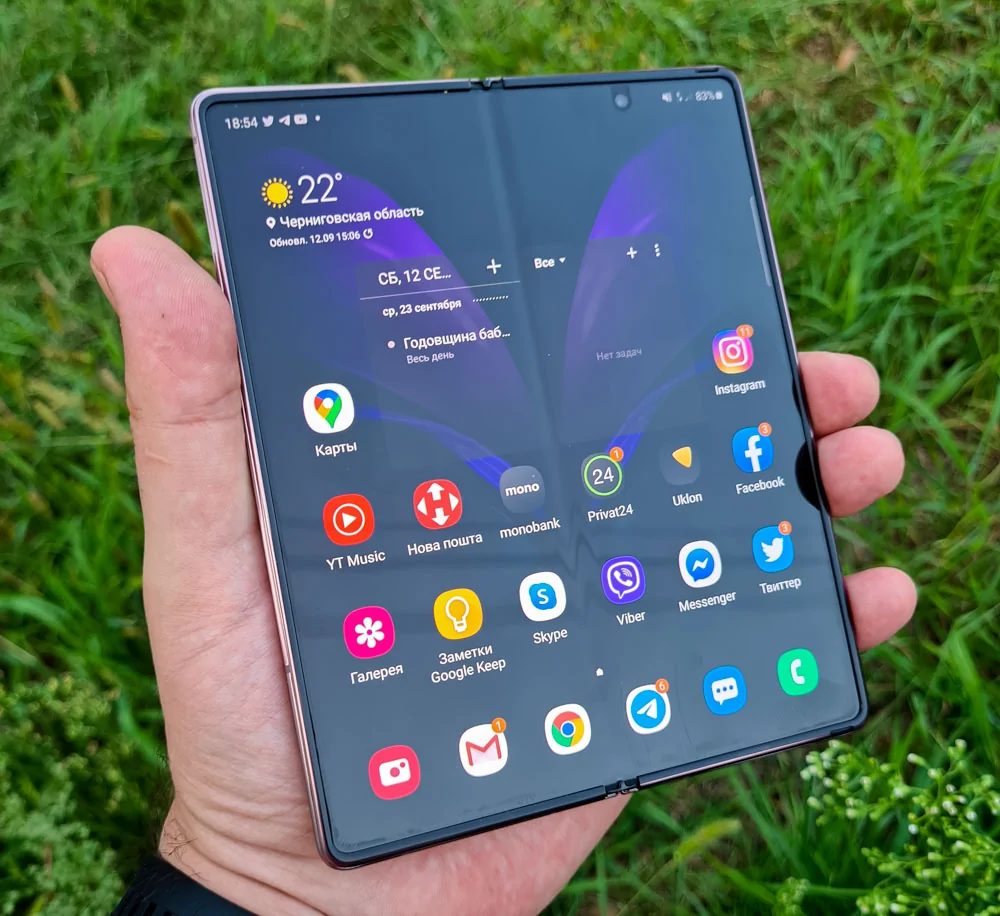 18:54
83%
22°
Черниговская область
Обновл. 12.09 15:06
СБ, 12 СЕ...
Все
ср, 23 сентября
Годовщина баб...
Весь день
Нет задач
11
Instagram
Карты
YT Music
Нова пошта
mono
monobank
24
1
Privat24
Uklon
3
Facebook
Галерея
Заметки
Google Keep
S
Skype
Viber
Messenger
3
Твиттер
1
6